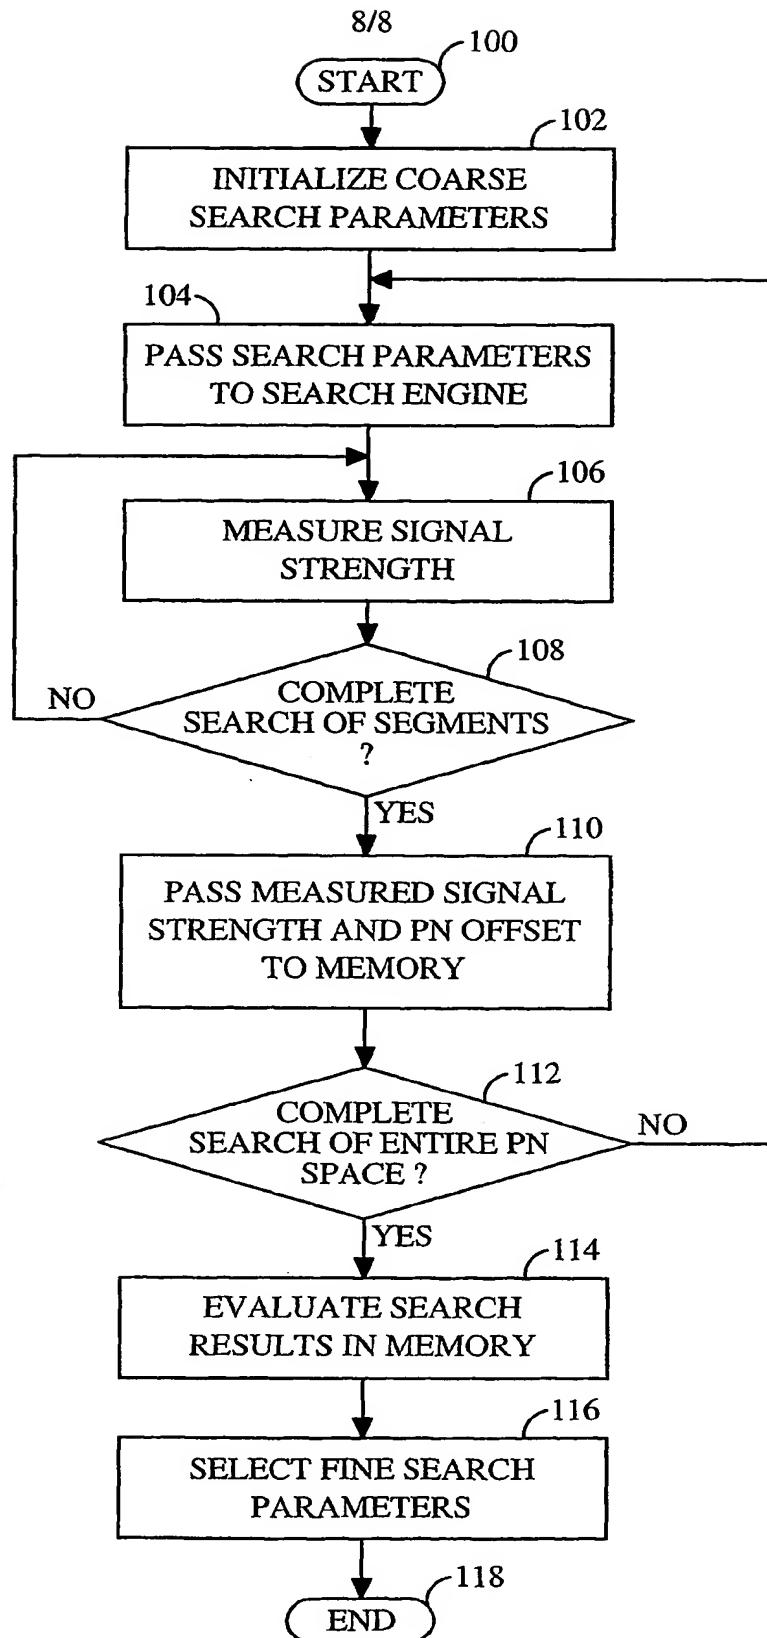 8/8
100
START
102
INITIALIZE COARSE
SEARCH PARAMETERS
104
PASS SEARCH PARAMETERS
TO SEARCH ENGINE
106
MEASURE SIGNAL
STRENGTH
108
NO
COMPLETE
SEARCH OF SEGMENTS
?
YES
110
PASS MEASURED SIGNAL
STRENGTH AND PN OFFSET
TO MEMORY
112
COMPLETE
SEARCH OF ENTIRE PN
SPACE ?
NO
YES
114
EVALUATE SEARCH
RESULTS IN MEMORY
116
SELECT FINE SEARCH
PARAMETERS
118
END